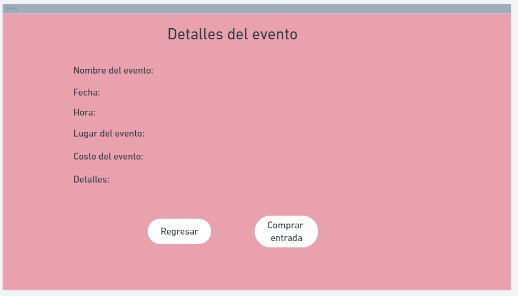 Detalles del evento
Nombre del evento:
Fecha:
Hora:
Lugar del evento:
Costo del evento:
Detalles:
Regresar
Comprar
entrada